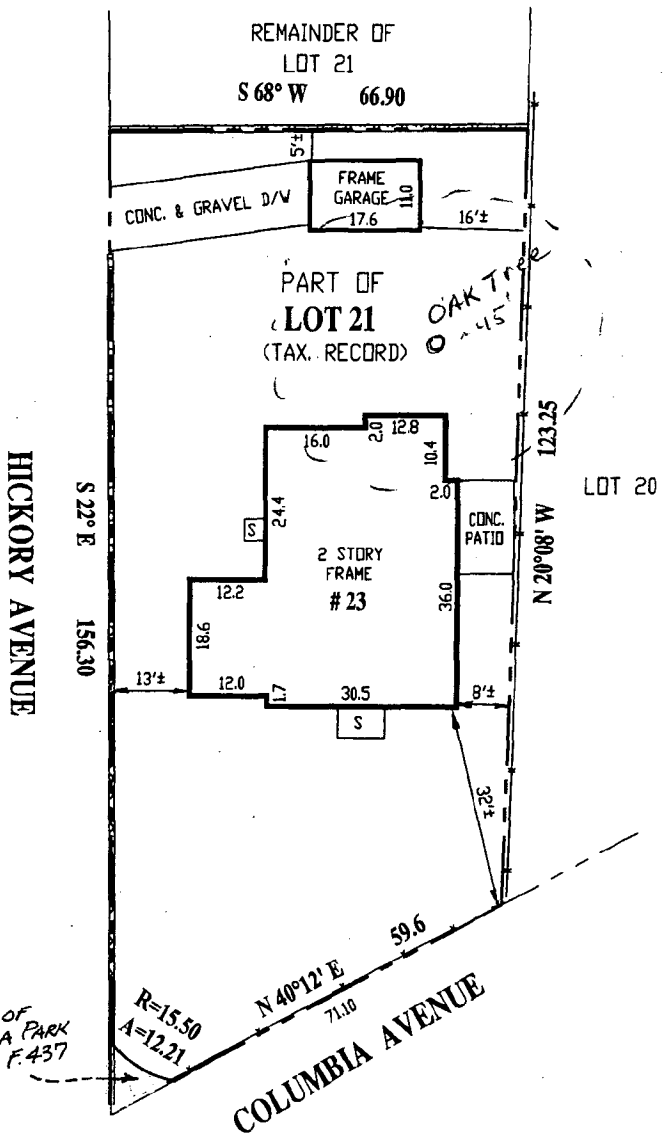 REMAINDER OF
LOT 21
S 68° W 66.90
5'±
FRAME
GARAGE
11.0
17.6
CONC. & GRAVEL D/W
16'±
PART OF
LOT 21
(TAX. RECORD)
OAK Tree
~45'
16.0
2.0
12.8
10.4
2.0
123.25
N 20°08' W
LOT 20
24.4
S
CONC.
PATIO
2 STORY
FRAME
# 23
36.0
HICKORY AVENUE
S 22° E 156.30
12.2
18.6
13'±
12.0
1.7
30.5
8'±
S
32'±
59.6
N 40°12' E
71.10
R=15.50
A=12.21
COLUMBIA AVENUE
OF
A PARK
F.437